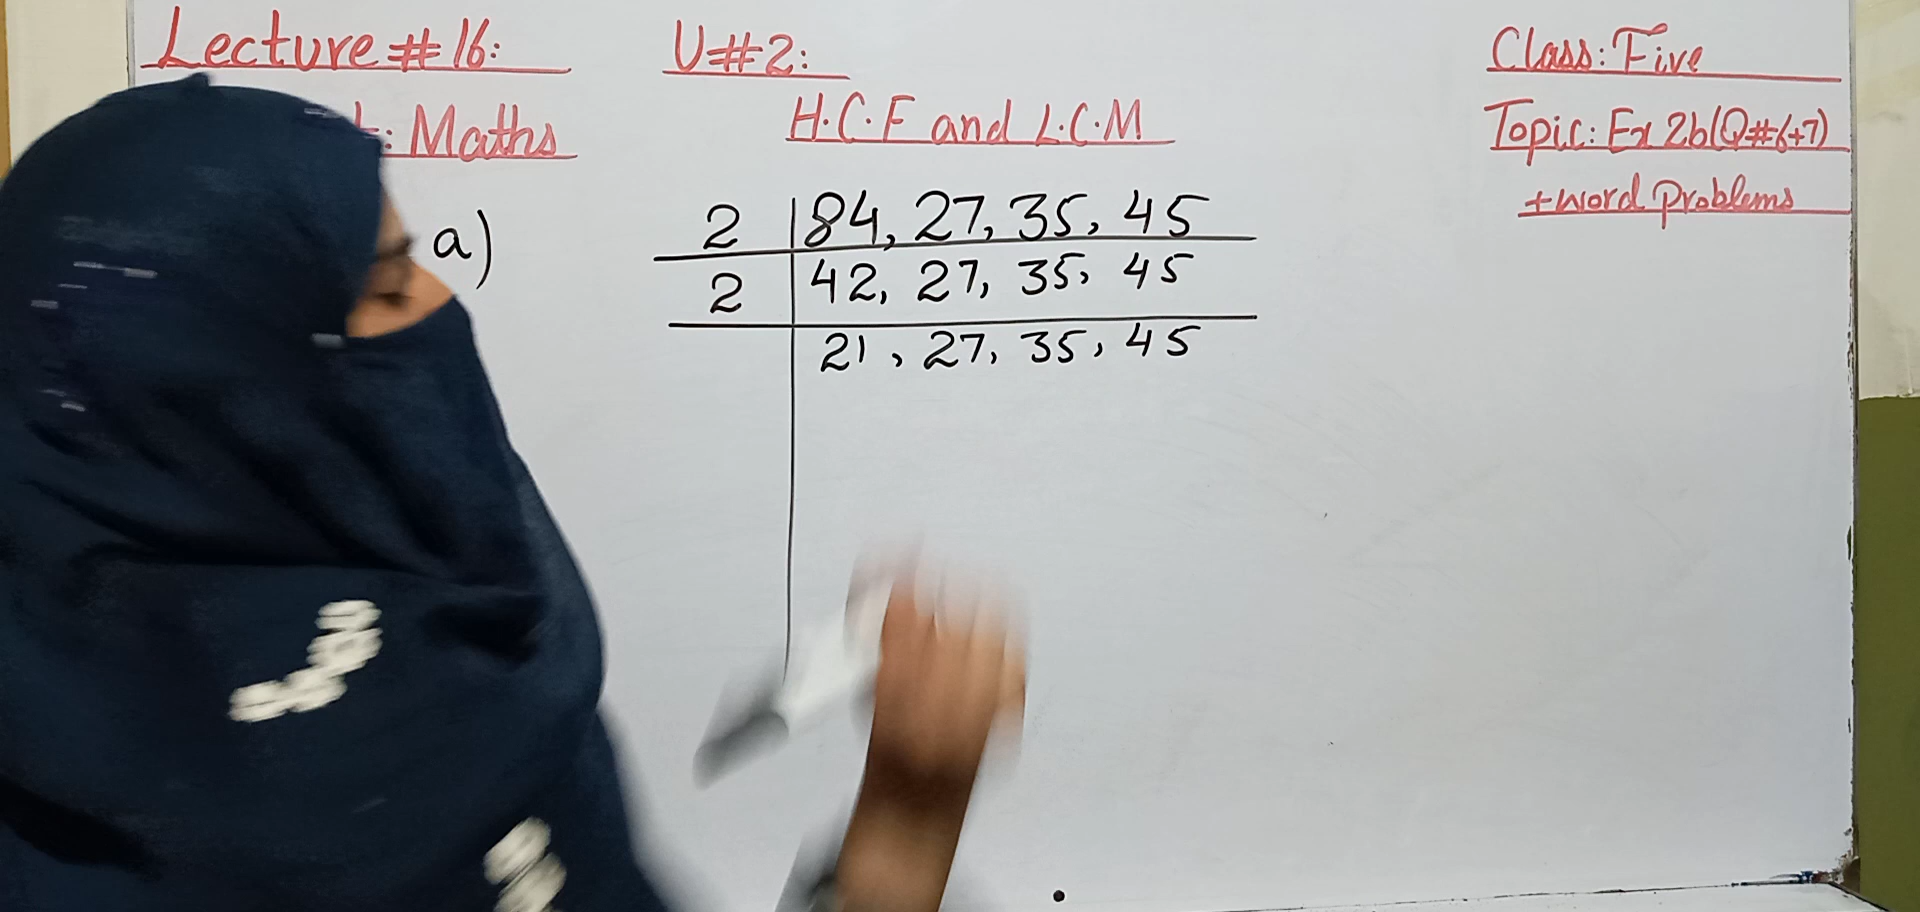 Lecture # 16:
U#2:
Class: Five
: Maths
H.C.F and L.C.M
Topic: Ex 2b(Q#6+7)
+word problems
a)
2 | 84, 27, 35, 45
2 | 42, 27, 35, 45
21, 27, 35, 45